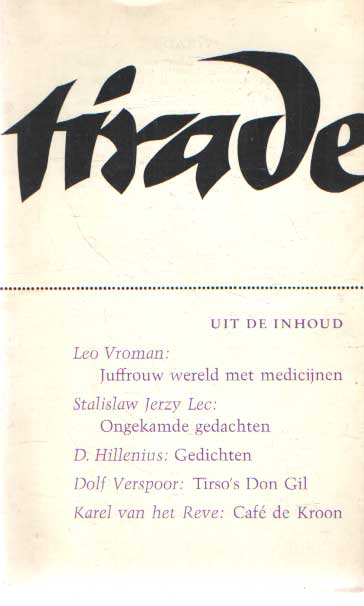 tirade
UIT DE INHOUD
Leo Vroman:
Juffrouw wereld met medicijnen
Stalislaw Jerzy Lec:
Ongekamde gedachten
D. Hillenius: Gedichten
Dolf Verspoor: Tirso's Don Gil
Karel van het Reve: Café de Kroon